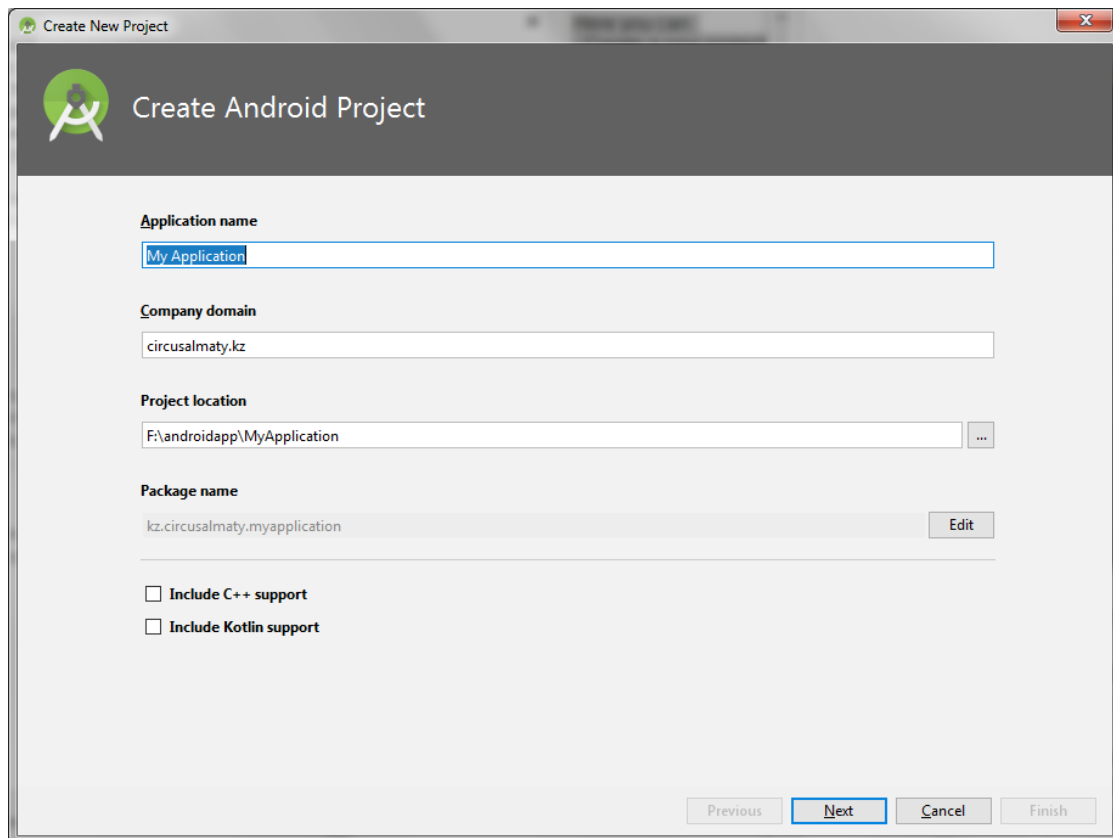 Create New Project
Create Android Project
Application name
My Application
Company domain
circusalmaty.kz
Project location
F:\androidapp\MyApplication
...
Package name
kz.circusalmaty.myapplication
Edit
Include C++ support
Include Kotlin support
Previous
Next
Cancel
Finish